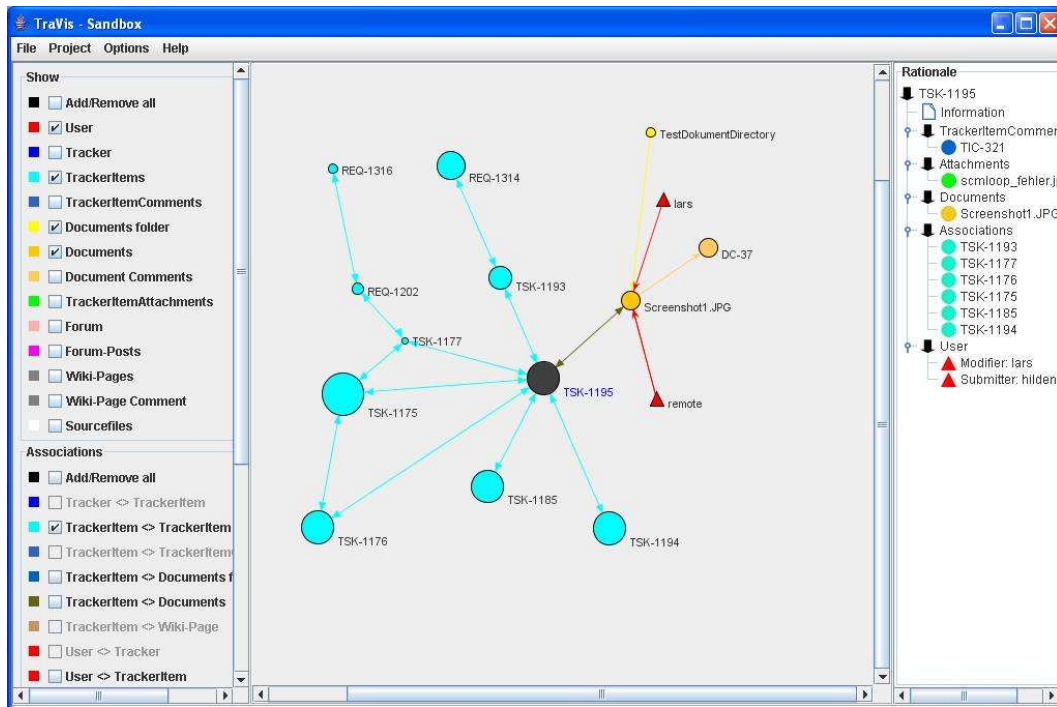 TraVis - Sandbox
File Project Options Help
Show
Add/Remove all
User
Tracker
TrackerItems
TrackerItemComments
Documents folder
Documents
Document Comments
TrackerItemAttachments
Forum
Forum-Posts
Wiki-Pages
Wiki-Page Comment
Sourcefiles
Associations
Add/Remove all
Tracker <> TrackerItem
TrackerItem <> TrackerItem
TrackerItem <> TrackerItem
TrackerItem <> Documents f
TrackerItem <> Documents
TrackerItem <> Wiki-Page
User <> Tracker
User <> TrackerItem
TestDokumentDirectory
REQ-1316
REQ-1314
lars
DC-37
TSK-1193
REQ-1202
Screenshot1.JPG
TSK-1177
TSK-1195
TSK-1175
remote
TSK-1185
TSK-1176
TSK-1194
Rationale
TSK-1195
Information
TrackerItemCommen
TIC-321
Attachments
scmloop_fehler.j
Documents
Screenshot1.JPG
Associations
TSK-1193
TSK-1177
TSK-1176
TSK-1175
TSK-1185
TSK-1194
User
Modifier: lars
Submitter: hilden